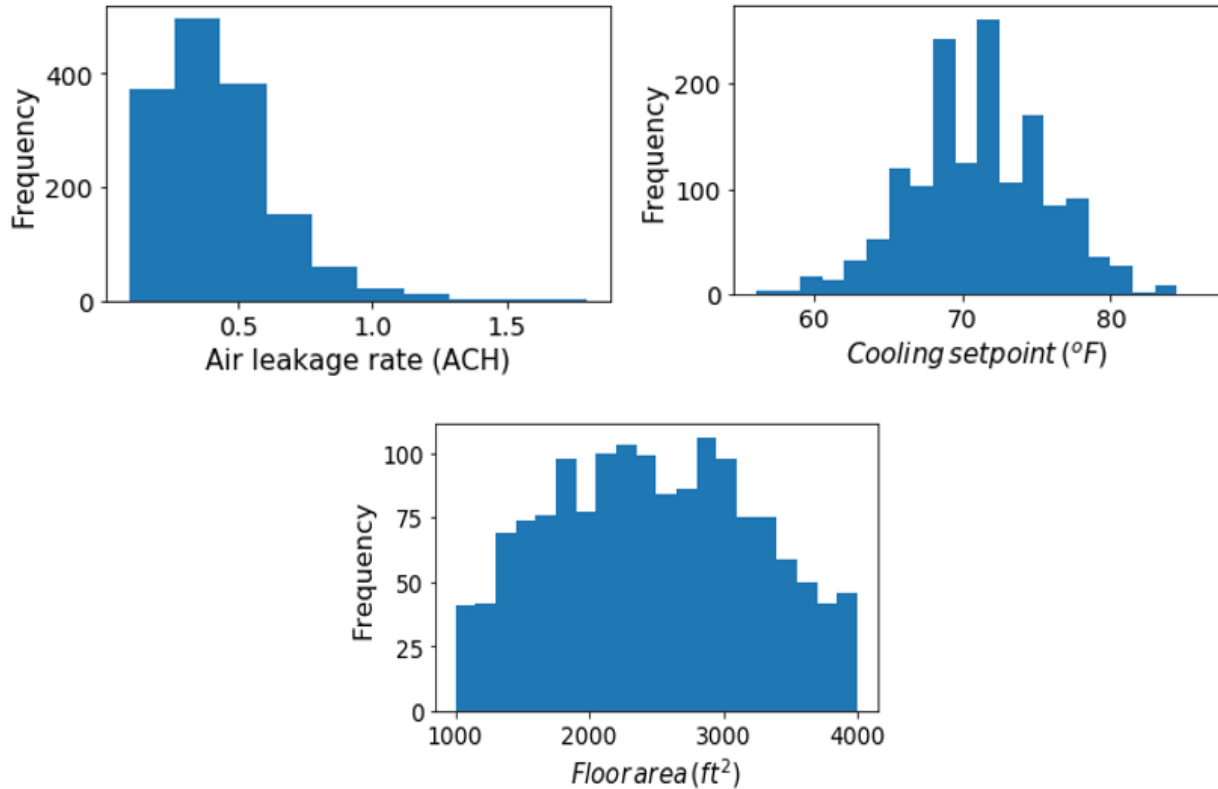 Frequency
400
200
0
0.5 1.0 1.5
Air leakage rate (ACH)
Frequency
200
100
0
60 70 80
Cooling setpoint (°F)
Frequency
100
75
50
25
0
1000 2000 3000 4000
Floor area (ft²)